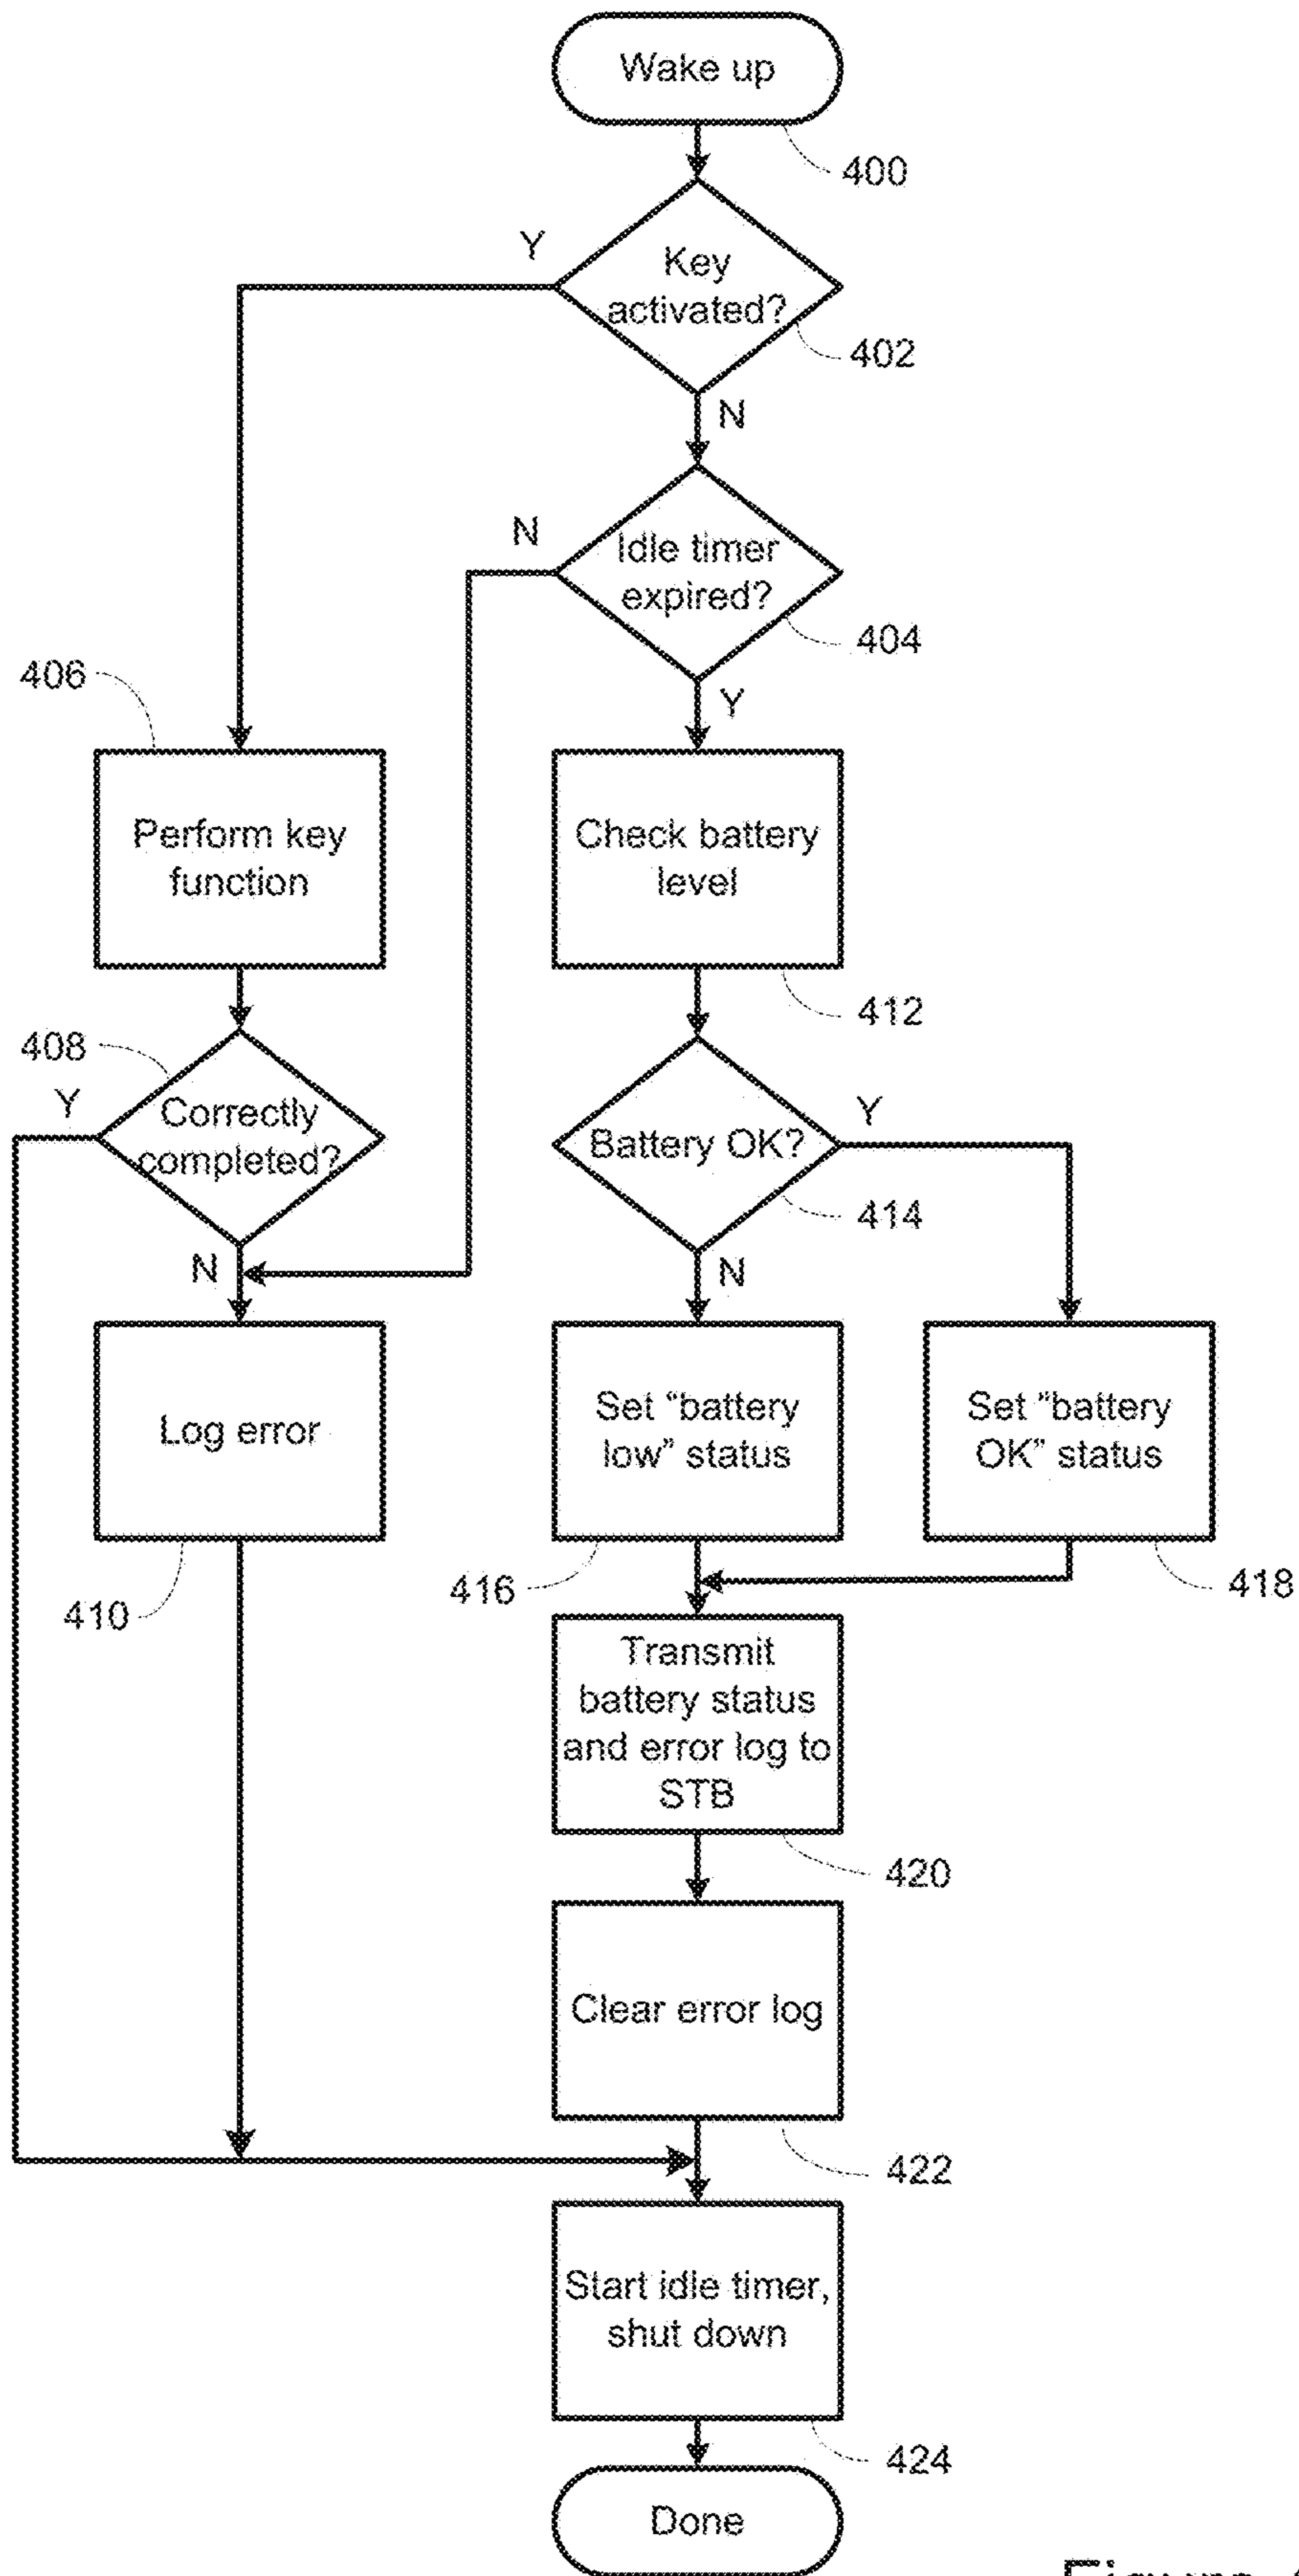 Wake up
400
Key
activated?
Y
402
N
Idle timer
expired?
N
404
Y
406
Perform key
function
Check battery
level
412
408
Correctly
completed?
Y
Battery OK?
Y
414
N
N
Log error
Set “battery
low” status
Set “battery
OK” status
410
416
418
Transmit
battery status
and error log to
STB
420
Clear error log
422
Start idle timer,
shut down
424
Done